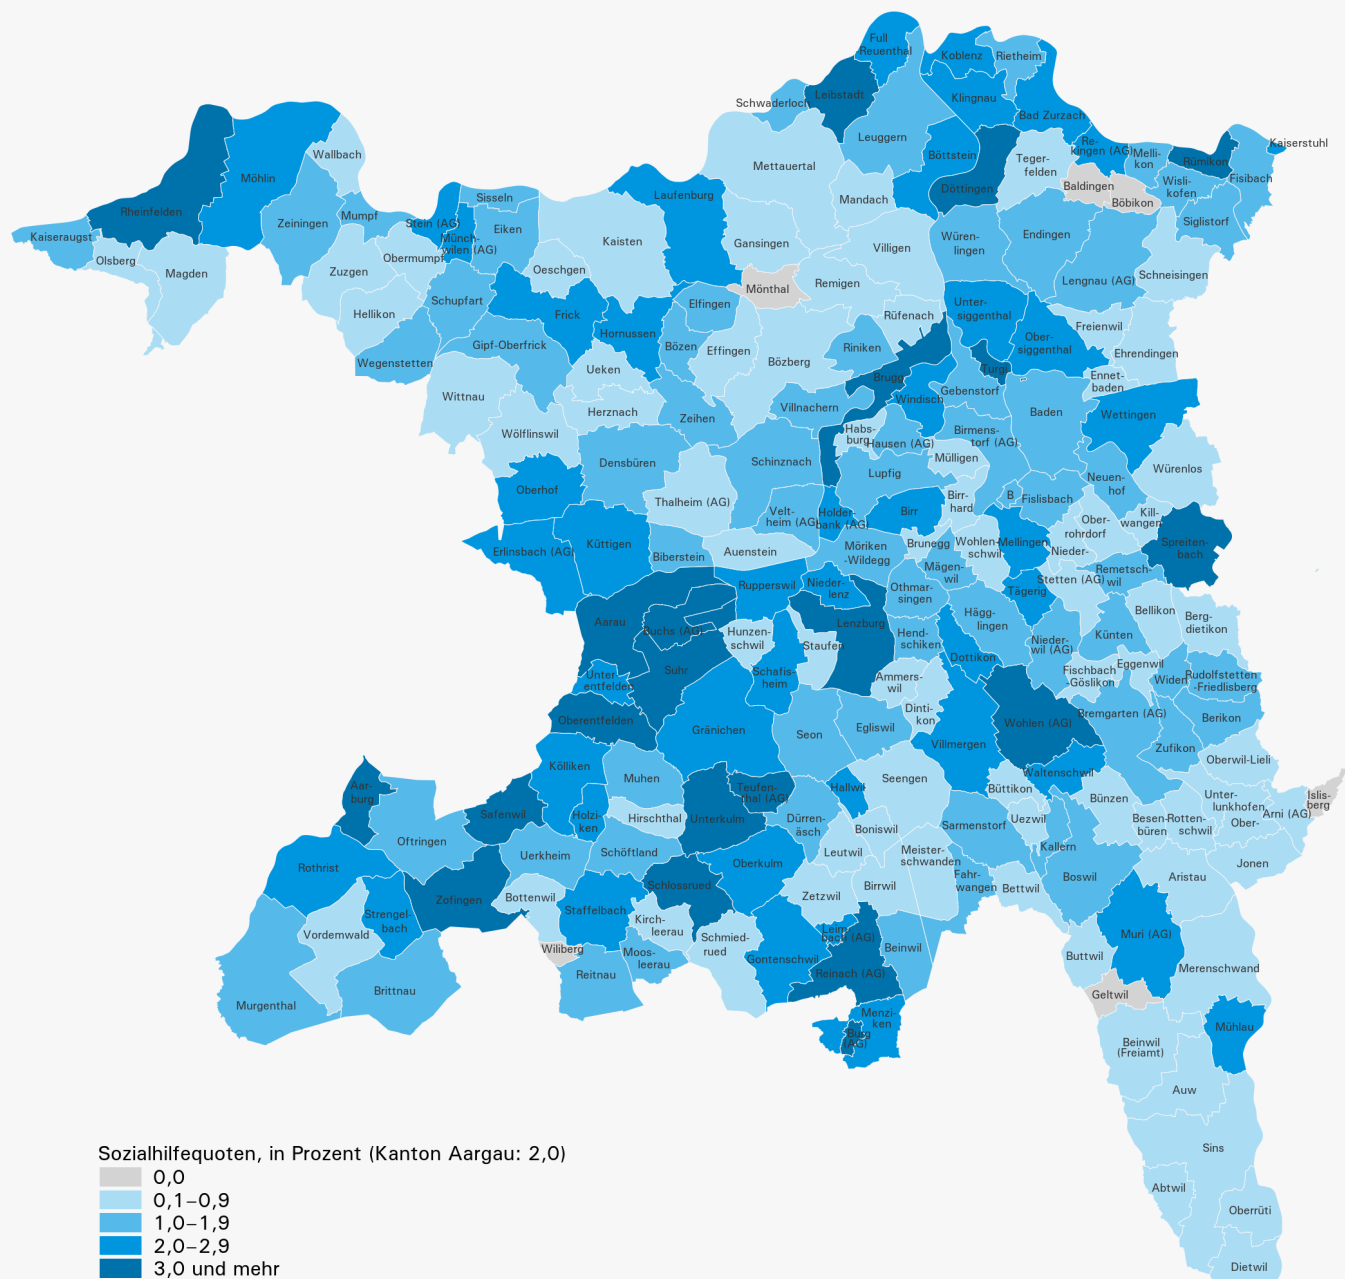 Full
-Reuenthal
Koblenz
Rietheim
Schwaderloch
Leibstadt
Klingnau
Bad Zurzach
Leuggern
Kaiserstuhl
Wallbach
Mettauertal
Böttstein
Teger-
felden
Re-
kingen (AG)
Melli-
kon
Rümikon
Möhlin
Laufenburg
Mandach
Döttingen
Baldingen
Böbikon
Wisli-
kofen
Fisibach
Rheinfelden
Zeiningen
Mumpf
Sisseln
Stein (AG)
Siglistorf
Kaiseraugst
Münch-
wilen (AG)
Eiken
Kaisten
Gansingen
Villigen
Würen-
lingen
Endingen
Olsberg
Magden
Zuzgen
Obermumpf
Oeschgen
Mönthal
Remigen
Lengnau (AG)
Schneisingen
Hellikon
Schupfart
Frick
Hornussen
Elfingen
Rüfenach
Unter-
siggenthal
Ober-
siggenthal
Freienwil
Ehrendingen
Wegenstetten
Gipf-Oberfrick
Ueken
Bözen
Effingen
Bözberg
Riniken
Turgi
Ennet-
baden
Wittnau
Herznach
Zeihen
Villnachern
Brugg
Windisch
Gebenstorf
Baden
Wettingen
Wölflinswil
Habs-
burg
Hausen (AG)
Birmens-
torf (AG)
Densbüren
Schinznach
Lupfig
Mülligen
Neuen-
hof
Würenlos
Oberhof
Thalheim (AG)
Velt-
heim (AG)
Holder-
bank (AG)
Birr
Birr-
hard
B
Fislisbach
Kill-
wangen
Ober-
rohrdorf
Spreiten-
bach
Erlinsbach (AG)
Küttigen
Biberstein
Auenstein
Möriken
-Wildegg
Brunegg
Wohlen-
schwil
Mellingen
Nieder-
Rupperswil
Nieder-
lenz
Othmar-
singen
Mägen-
wil
Tägerig
Stetten (AG)
Remetsch-
wil
Bellikon
Berg-
dietikon
Aarau
Buchs (AG)
Hunzen-
schwil
Staufen
Lenzburg
Hend-
schiken
Hägg-
lingen
Nieder-
wil (AG)
Künten
Unter-
entfelden
Suhr
Schafis-
heim
Ammers-
wil
Dottikon
Fischbach
-Göslikon
Eggenwil
Widen
Rudolfstetten
-Friedlisberg
Oberentfelden
Gränichen
Seon
Egliswil
Dinti-
kon
Villmergen
Wohlen (AG)
Bremgarten (AG)
Berikon
Zufikon
Kölliken
Muhen
Teufen-
thal (AG)
Hallwil
Seengen
Büttikon
Waltenschwil
Oberwil-Lieli
Aar-
burg
Safenwil
Holzi-
ken
Hirschthal
Unterkulm
Dürren-
äsch
Boniswil
Sarmenstorf
Uezwil
Bünzen
Besen-
büren
Rotten-
schwil
Unter-
lunkhofen
Ober-
Arni (AG)
Islis-
berg
Oftringen
Uerkheim
Schöftland
Oberkulm
Leutwil
Meister-
schwanden
Kallern
Jonen
Rothrist
Zofingen
Bottenwil
Schlossrued
Zetzwil
Birrwil
Fahr-
wangen
Bettwil
Boswil
Aristau
Strengel-
bach
Staffelbach
Kirch-
leerau
Vordemwald
Wiliberg
Moos-
leerau
Schmied-
rued
Gontenschwil
Leim-
bach (AG)
Beinwil
Muri (AG)
Buttwil
Merenschwand
Murgenthal
Brittnau
Reitnau
Reinach (AG)
Geltwil
Menzi-
ken
Burg
(AG)
Mühlau
Beinwil
(Freiamt)
Auw
Sins
Abtwil
Oberrüti
Dietwil
Sozialhilfequoten, in Prozent (Kanton Aargau: 2,0)
0,0
0,1–0,9
1,0–1,9
2,0–2,9
3,0 und mehr